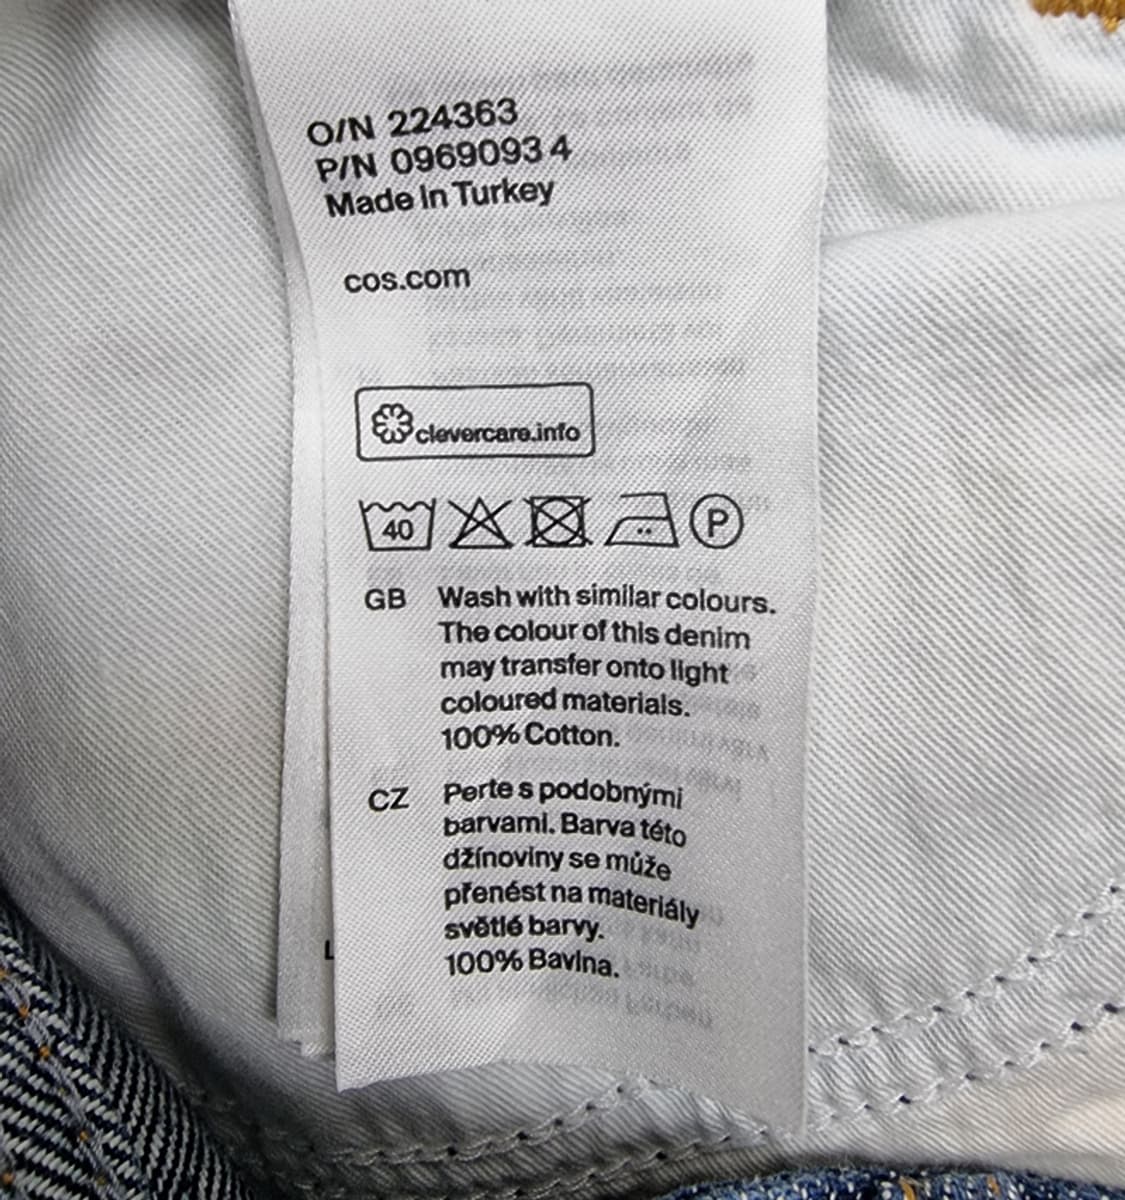 O/N 224363
P/N 0969093 4
Made in Turkey
cos.com
clevercare.info
40
P
GB Wash with similar colours.
The colour of this denim
may transfer onto light
coloured materials.
100% Cotton.
CZ Perte s podobnými
barvami. Barva této
džínoviny se může
přenést na materiály
světlé barvy.
100% Bavlna.
L